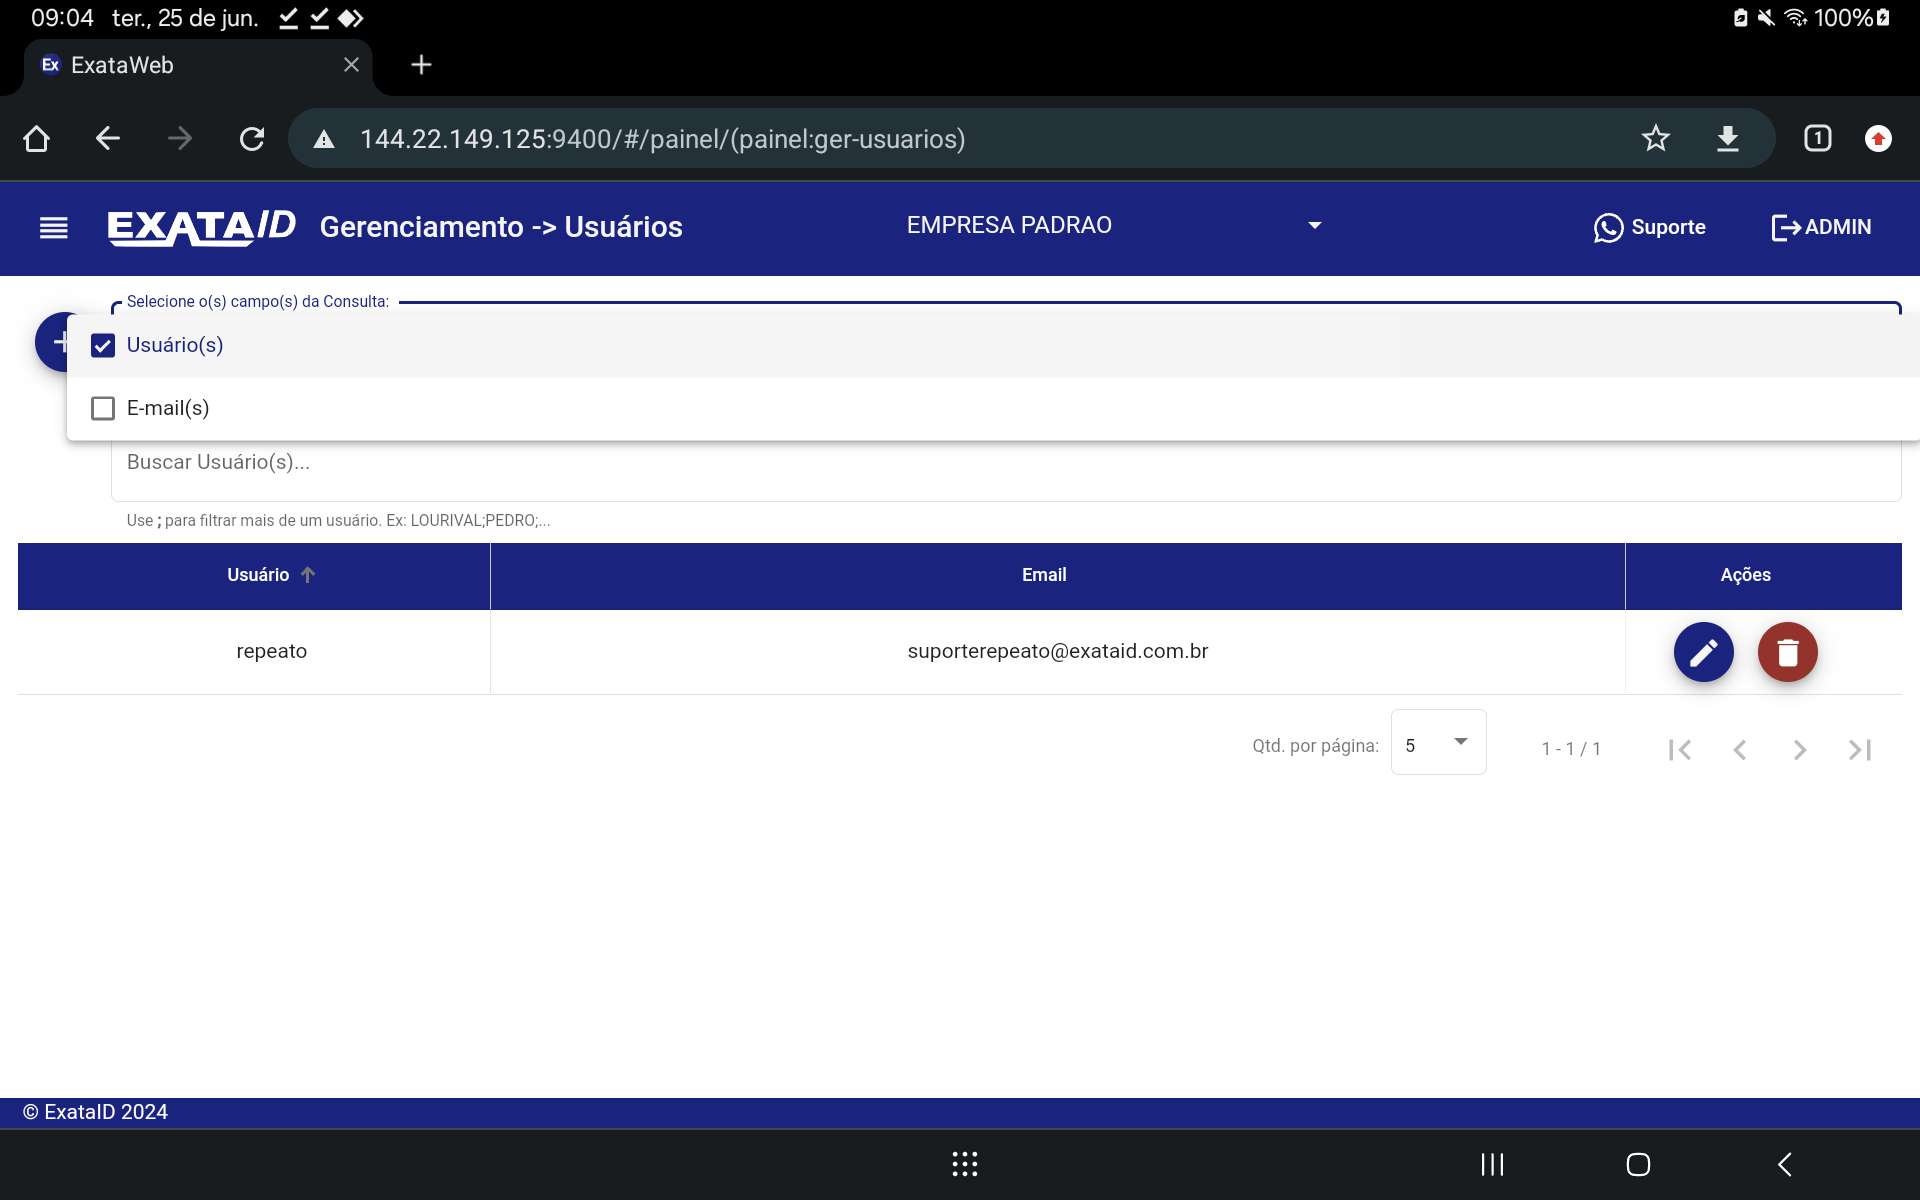 09:04 ter., 25 de jun.
100%
Ex ExataWeb
144.22.149.125:9400/#/painel/(painel:ger-usuarios)
1
EXATAID Gerenciamento -> Usuários
EMPRESA PADRAO
Suporte
ADMIN
Selecione o(s) campo(s) da Consulta:
Usuário(s)
E-mail(s)
Buscar Usuário(s)...
Use ; para filtrar mais de um usuário. Ex: LOURIVAL;PEDRO;...
Usuário Email Ações
repeato suporterepeato@exataid.com.br
Qtd. por página: 5 1 - 1 / 1
© ExataID 2024